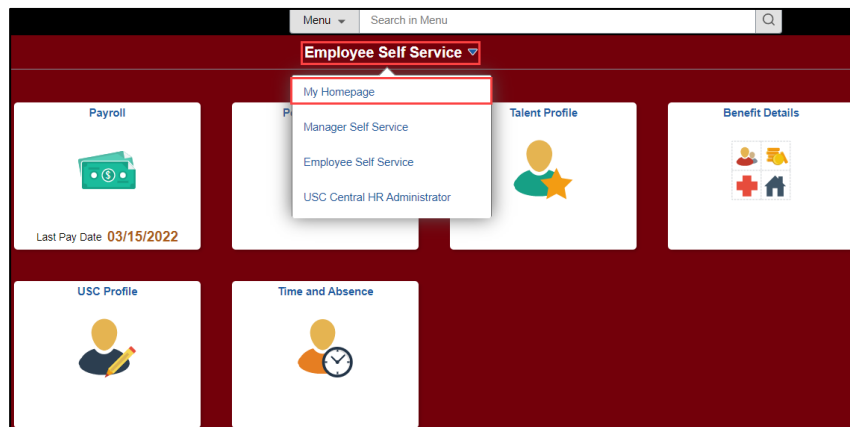 Menu
Search in Menu
Employee Self Service
My Homepage
Manager Self Service
Employee Self Service
USC Central HR Administrator
Payroll
Last Pay Date 03/15/2022
Talent Profile
Benefit Details
USC Profile
Time and Absence